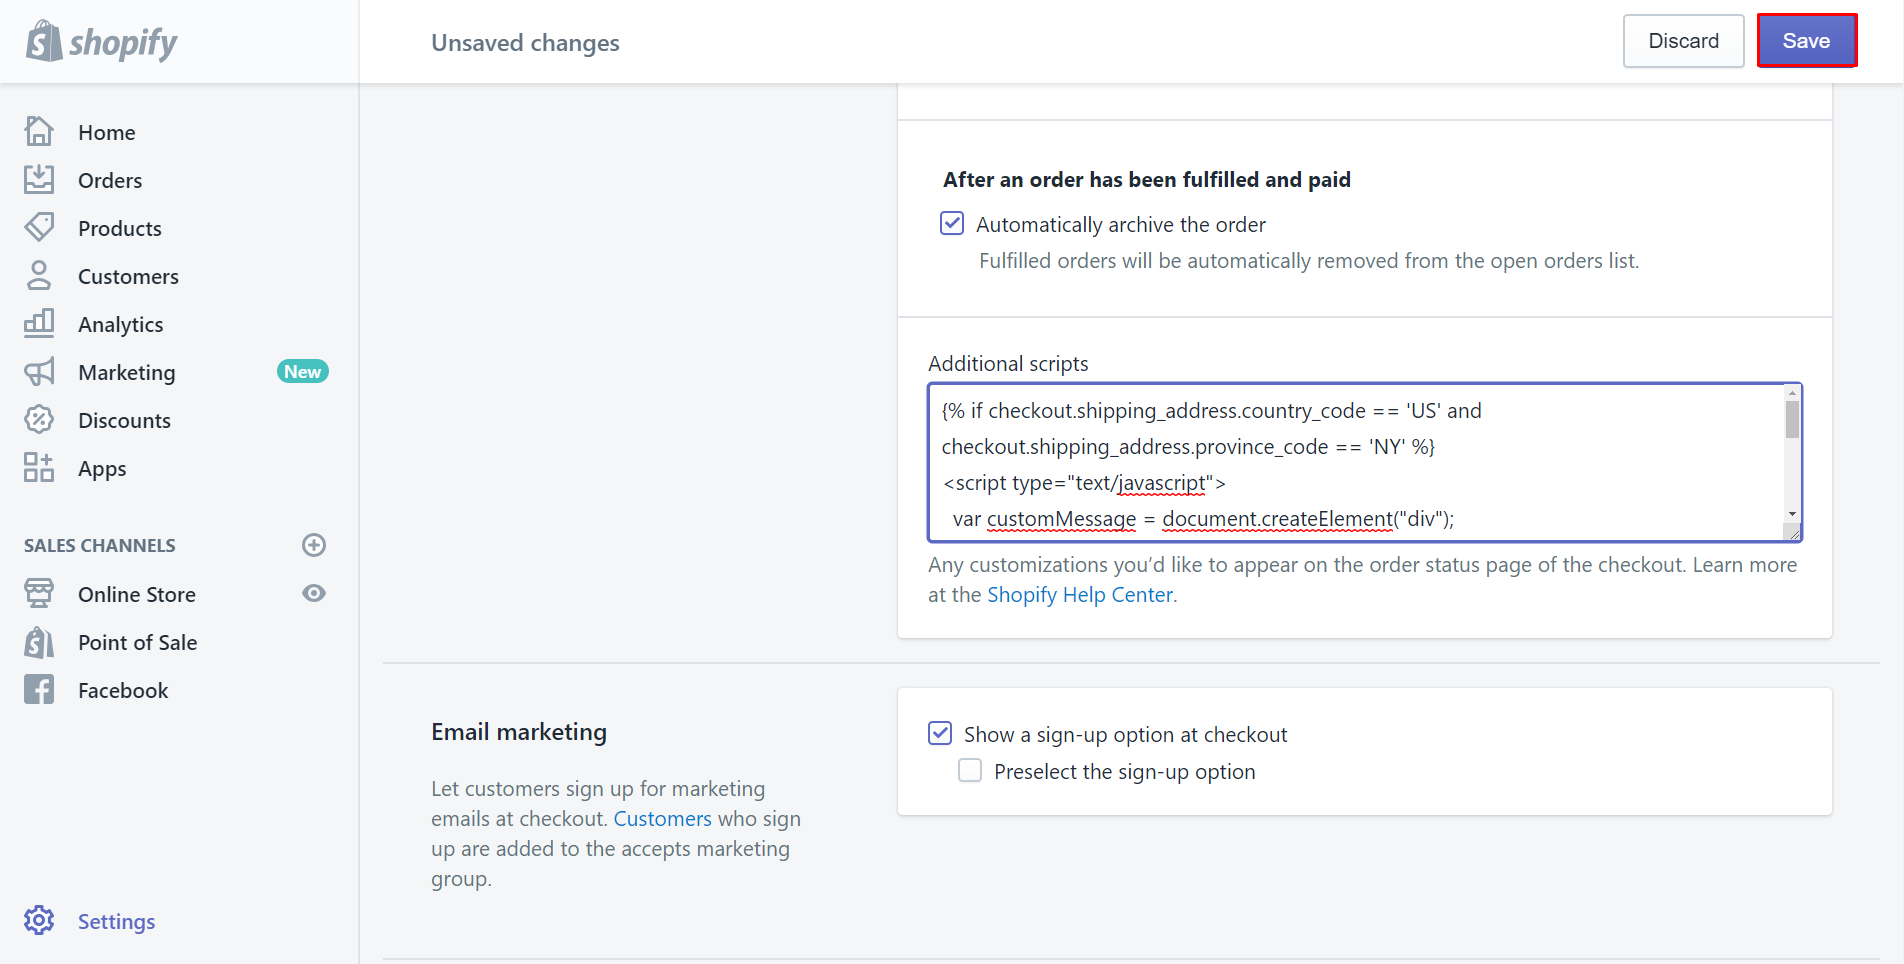 shopify
Unsaved changes
Discard
Save
Home
Orders
Products
Customers
Analytics
Marketing
New
Discounts
Apps
SALES CHANNELS
Online Store
Point of Sale
Facebook
Settings
After an order has been fulfilled and paid
Automatically archive the order
Fulfilled orders will be automatically removed from the open orders list.
Additional scripts
{% if checkout.shipping_address.country_code == 'US' and
checkout.shipping_address.province_code == 'NY' %}
<script type="text/javascript">
var customMessage = document.createElement("div");
Any customizations you’d like to appear on the order status page of the checkout. Learn more
at the Shopify Help Center.
Email marketing
Let customers sign up for marketing
emails at checkout. Customers who sign
up are added to the accepts marketing
group.
Show a sign-up option at checkout
Preselect the sign-up option